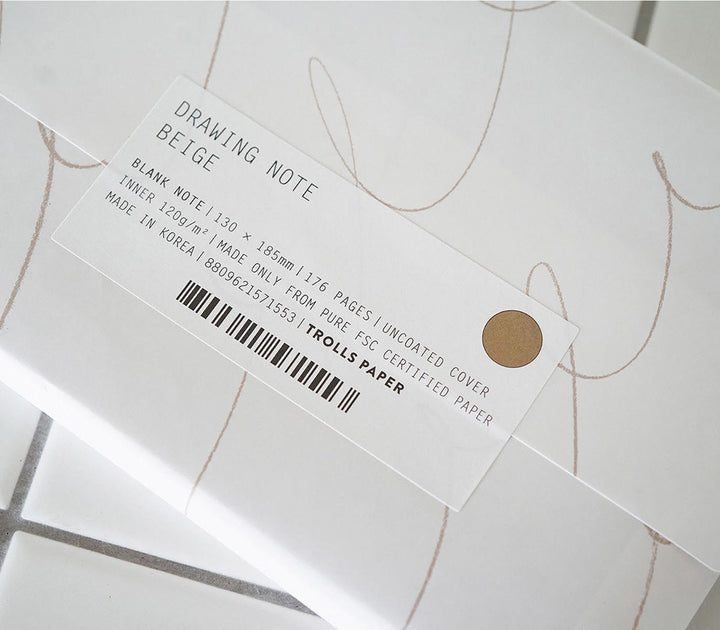 DRAWING NOTE
BEIGE
BLANK NOTE | 130 × 185mm | 176 PAGES | UNCOATED COVER
INNER 120g/m² | MADE ONLY FROM PURE FSC CERTIFIED PAPER
MADE IN KOREA | 8809621571553 | TROLLS PAPER